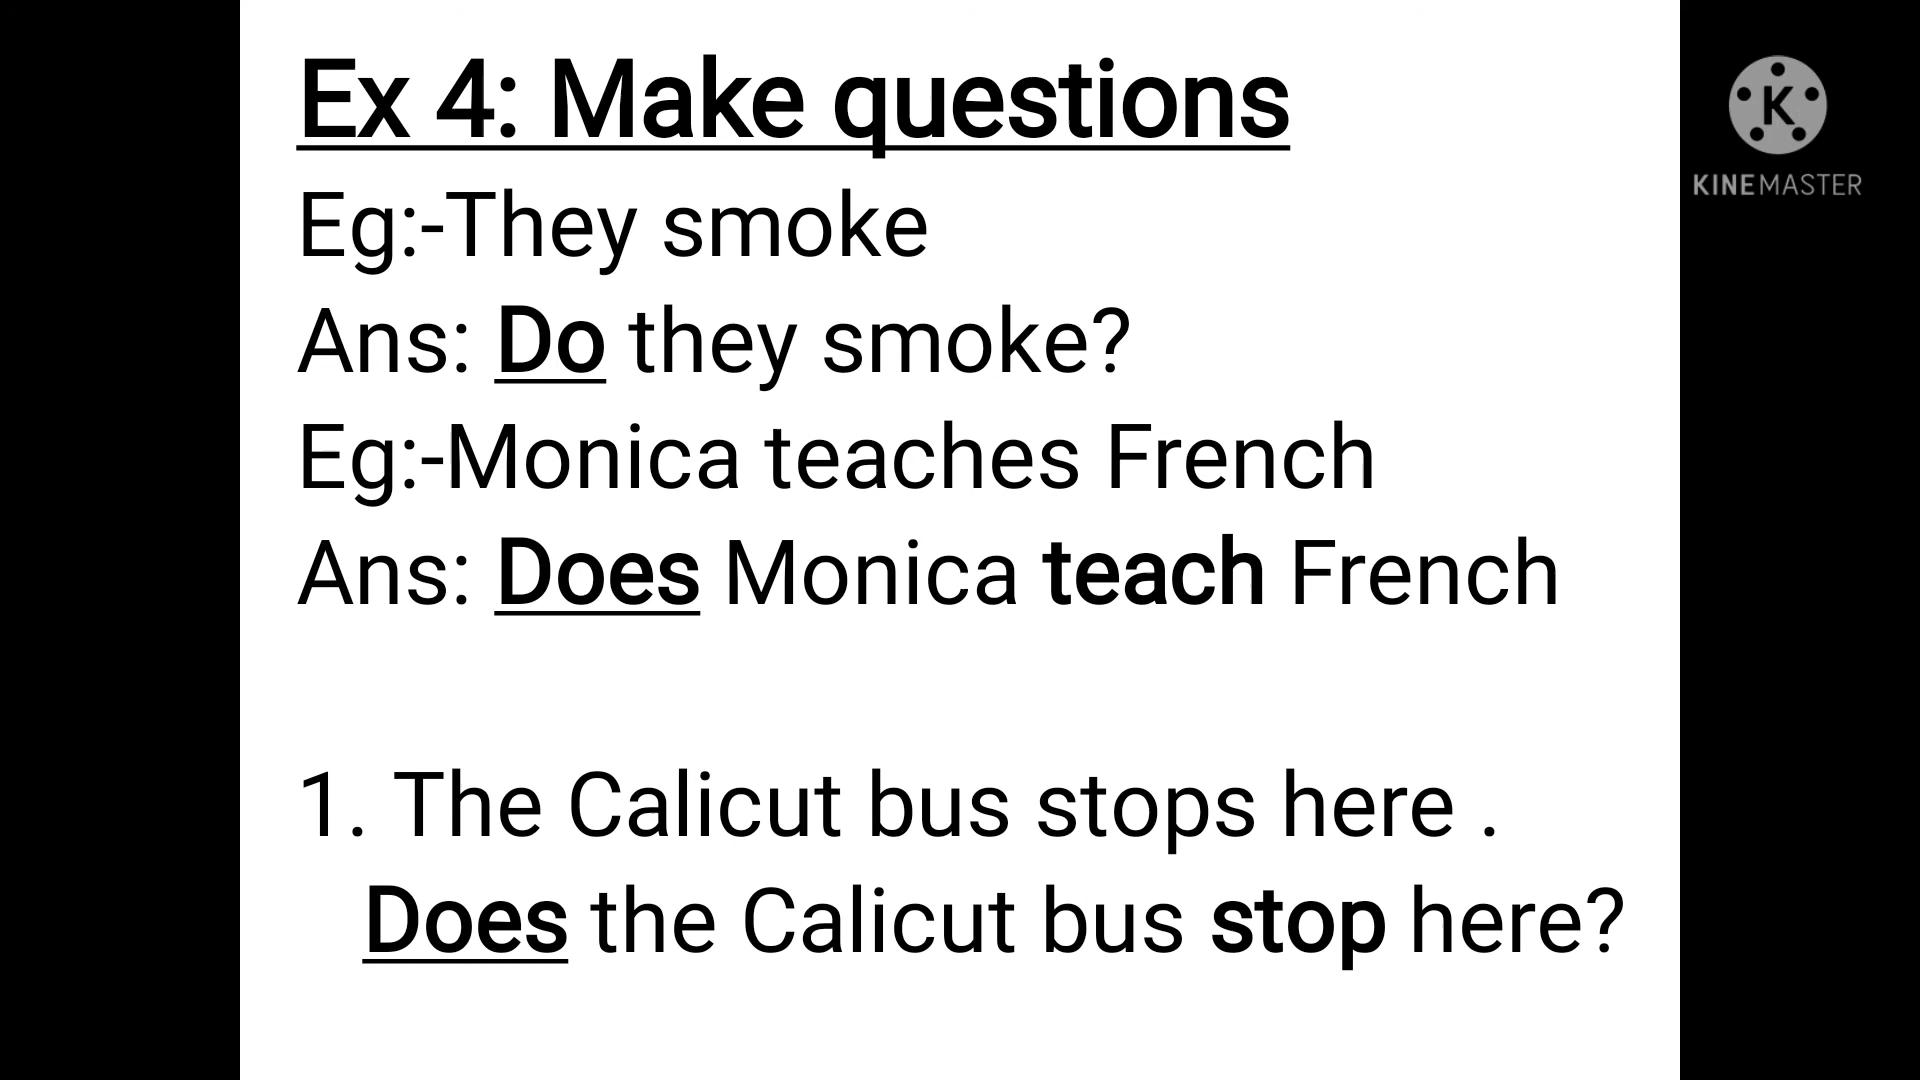 Ex 4: Make questions
Eg:-They smoke
Ans: Do they smoke?
Eg:-Monica teaches French
Ans: Does Monica teach French
1. The Calicut bus stops here .
Does the Calicut bus stop here?
K
KINEMASTER